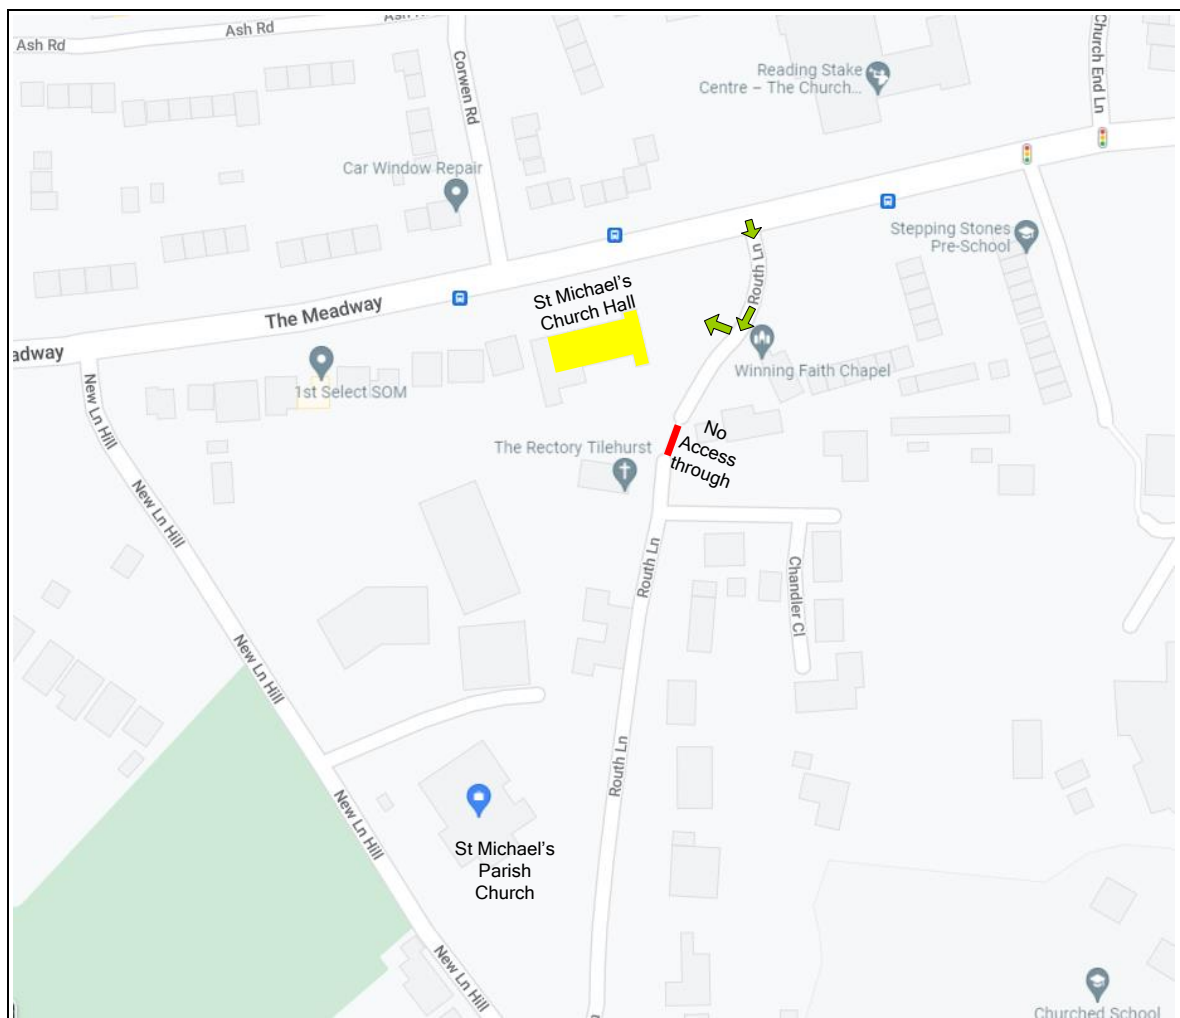 Ash Rd
Ash Rd
Corwen Rd
Church End Ln
Reading Stake
Centre – The Church...
Car Window Repair
Stepping Stones
Pre-School
Routh Ln
St Michael's
Church Hall
The Meadway
adway
1st Select SOM
Winning Faith Chapel
New Ln Hill
No
Access
through
The Rectory Tilehurst
New Ln Hill
Routh Ln
Chandler Cl
New Ln Hill
Routh Ln
New Ln Hill
St Michael's
Parish
Church
New Ln Hill
Churched School